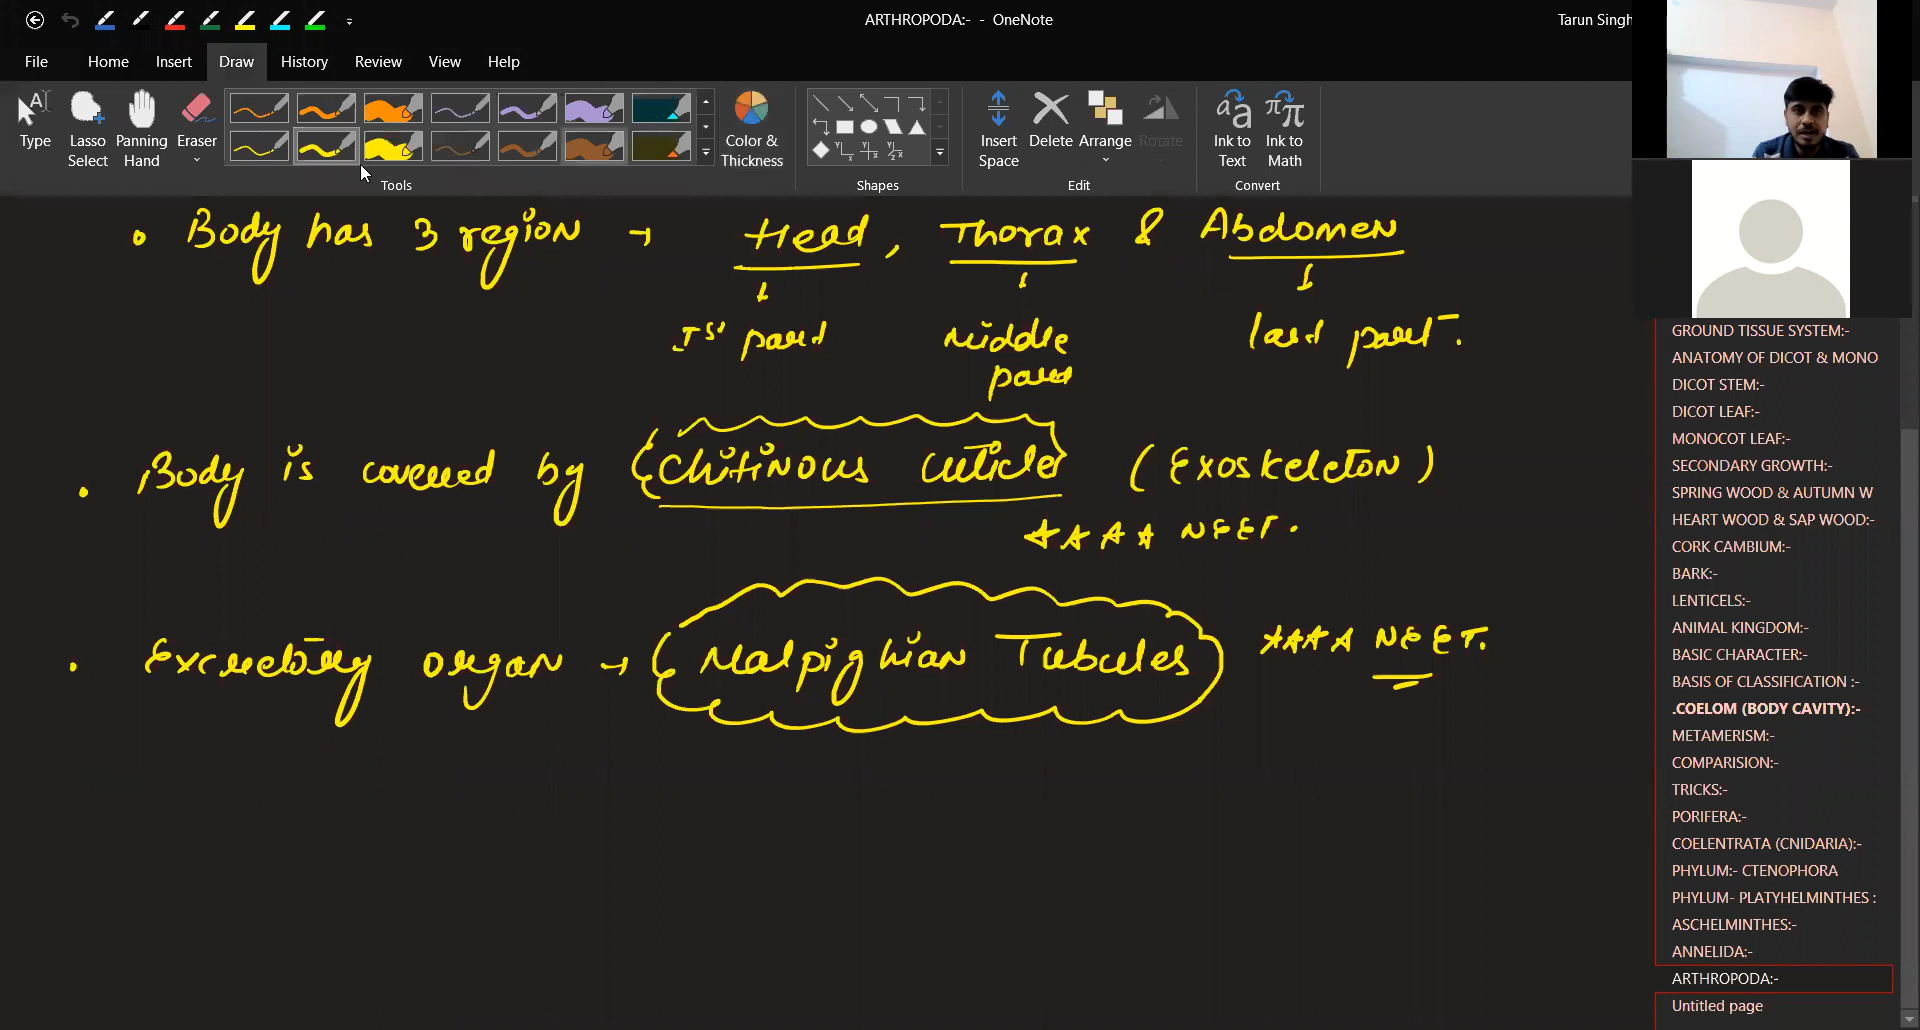 ARTHROPODA:- - OneNote
Tarun Singh
File Home Insert Draw History Review View Help
Type
Lasso Select
Panning Hand
Eraser
Color & Thickness
Insert Space
Delete
Arrange
Rotate
Ink to Text
Ink to Math
Tools
Shapes
Edit
Convert
• Body has 3 region → Head, Thorax & Abdomen
Ist part
Middle part
last part.
• Body is covered by Chitinous cuticle (Exoskeleton)
**** NEET.
• Excretory organ → Malpighian Tubules **** NEET.
GROUND TISSUE SYSTEM:-
ANATOMY OF DICOT & MONO
DICOT STEM:-
DICOT LEAF:-
MONOCOT LEAF:-
SECONDARY GROWTH:-
SPRING WOOD & AUTUMN W
HEART WOOD & SAP WOOD:-
CORK CAMBIUM:-
BARK:-
LENTICELS:-
ANIMAL KINGDOM:-
BASIC CHARACTER:-
BASIS OF CLASSIFICATION :-
.COELOM (BODY CAVITY):-
METAMERISM:-
COMPARISION:-
TRICKS:-
PORIFERA:-
COELENTRATA (CNIDARIA):-
PHYLUM:- CTENOPHORA
PHYLUM- PLATYHELMINTHES :
ASCHELMINTHES:-
ANNELIDA:-
ARTHROPODA:-
Untitled page